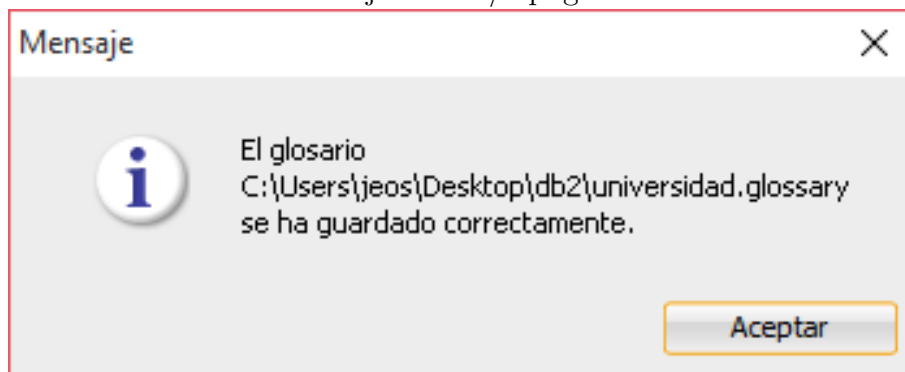 Mensaje
El glosario
C:\Users\jeos\Desktop\db2\universidad.glossary
se ha guardado correctamente.
Aceptar